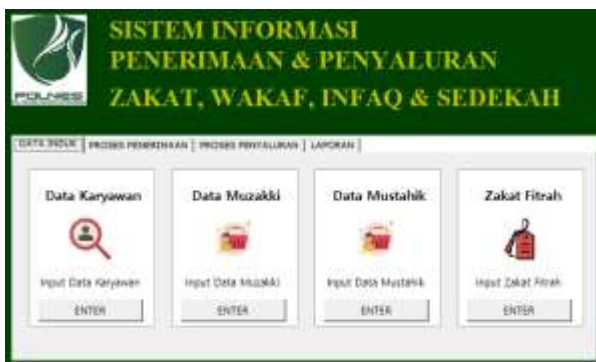 POLNES
SISTEM INFORMASI
PENERIMAAN & PENYALURAN
ZAKAT, WAKAF, INFAQ & SEDEKAH
DATA INDUK | PROSES PENERIMAAN | PROSES PENYALURAN | LAPORAN |
Data Karyawan
Input Data Karyawan
ENTER
Data Muzakki
Input Data Muzakki
ENTER
Data Mustahik
Input Data Mustahik
ENTER
Zakat Fitrah
Input Zakat Fitrah
ENTER